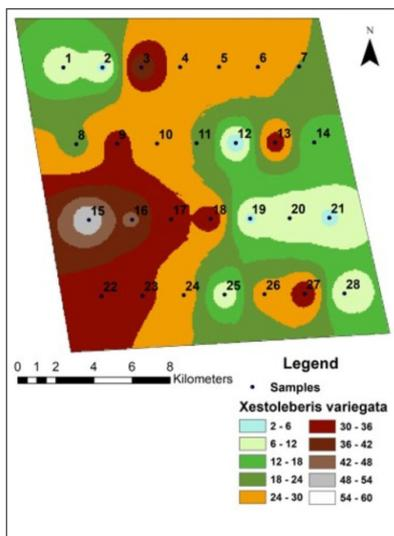 N
1 2 3 4 5 6 7
8 9 10 11 12 13 14
15 16 17 18 19 20 21
22 23 24 25 26 27 28
0 1 2 4 6 8
Kilometers
Legend
Samples
Xestoleberis variegata
2 - 6 30 - 36
6 - 12 36 - 42
12 - 18 42 - 48
18 - 24 48 - 54
24 - 30 54 - 60